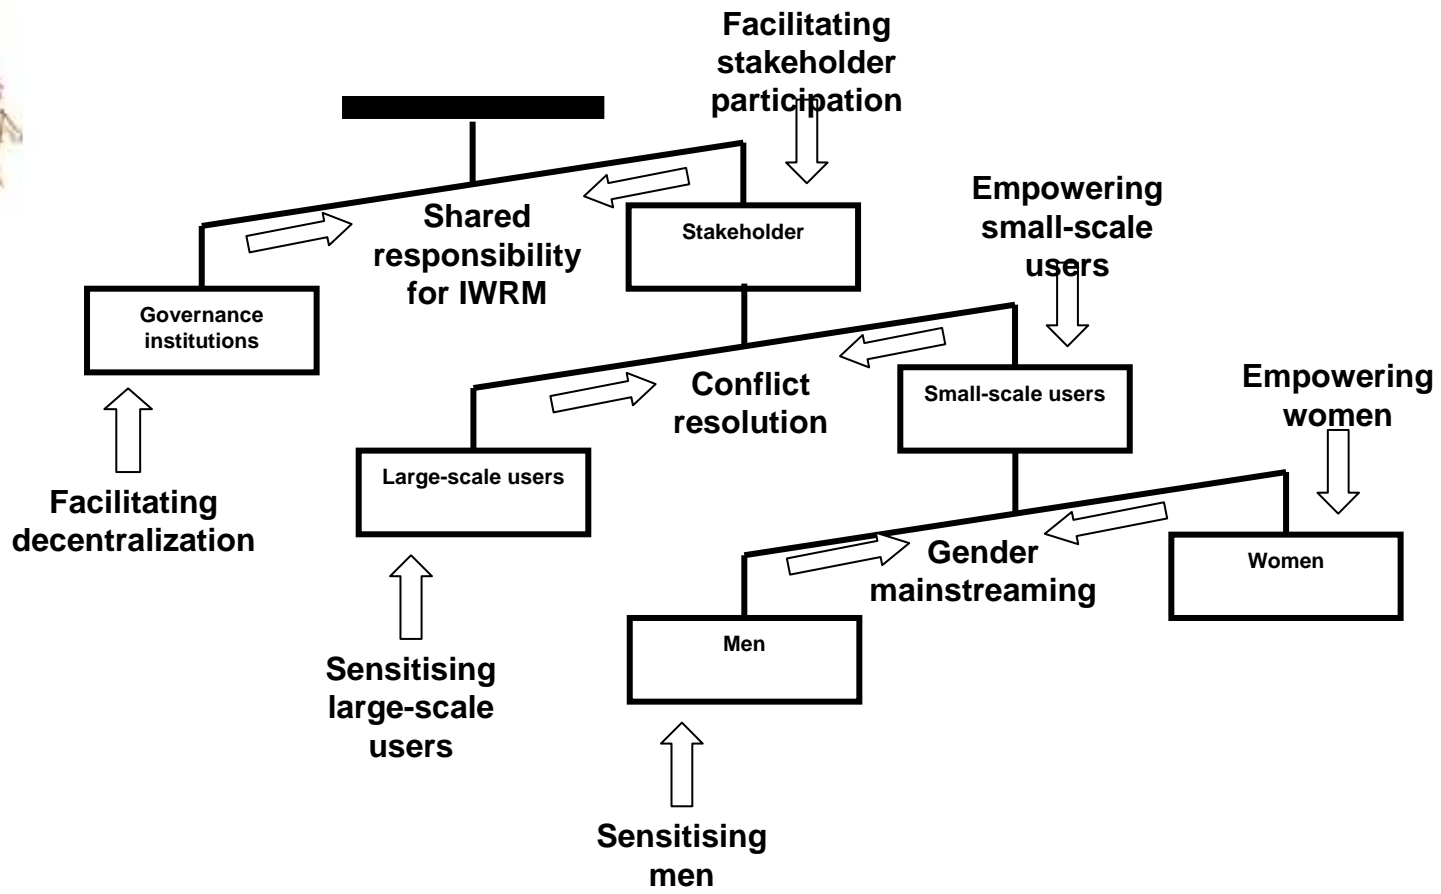 Facilitating
stakeholder
participation
Shared
responsibility
for IWRM
Stakeholder
Empowering
small-scale
users
Governance
institutions
Conflict
resolution
Small-scale users
Empowering
women
Facilitating
decentralization
Large-scale users
Gender
mainstreaming
Women
Sensitising
large-scale
users
Men
Sensitising
men